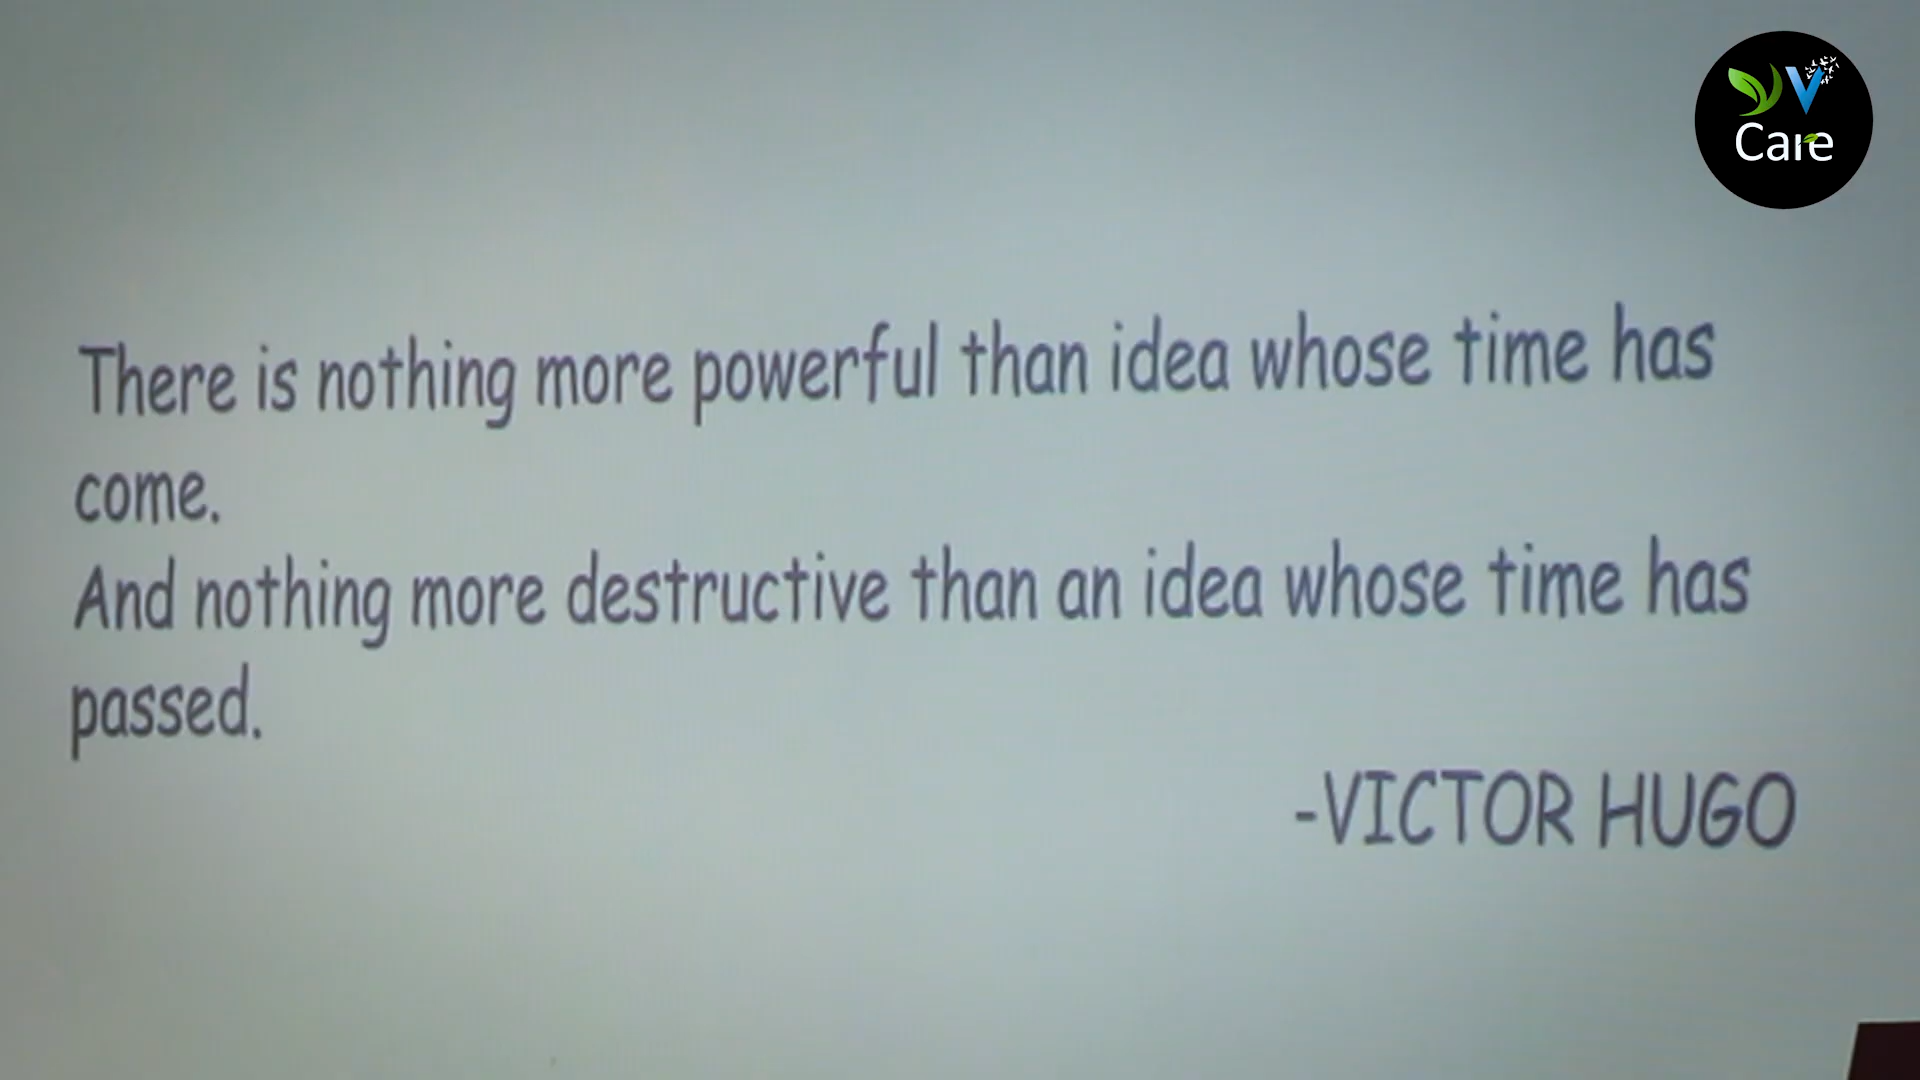 V
Care
There is nothing more powerful than idea whose time has
come.
And nothing more destructive than an idea whose time has
passed.
-VICTOR HUGO